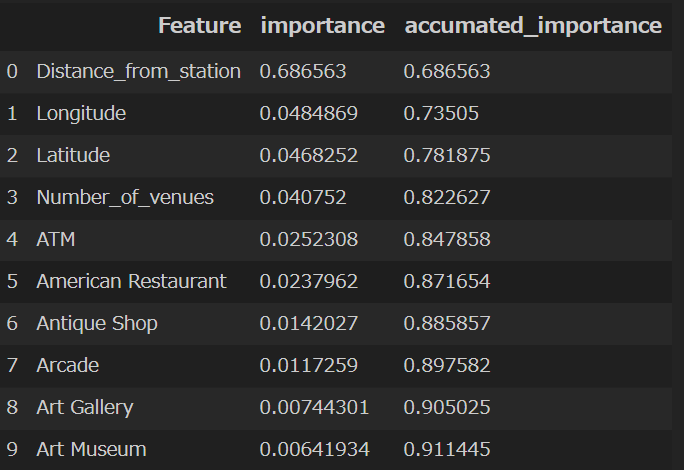 Feature importance accumated_importance
0 Distance_from_station 0.686563 0.686563
1 Longitude 0.0484869 0.73505
2 Latitude 0.0468252 0.781875
3 Number_of_venues 0.040752 0.822627
4 ATM 0.0252308 0.847858
5 American Restaurant 0.0237962 0.871654
6 Antique Shop 0.0142027 0.885857
7 Arcade 0.0117259 0.897582
8 Art Gallery 0.00744301 0.905025
9 Art Museum 0.00641934 0.911445